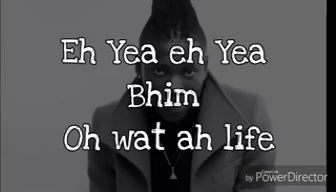 Eh Yea eh Yea
Bhim
Oh wat ah life
by PowerDirector